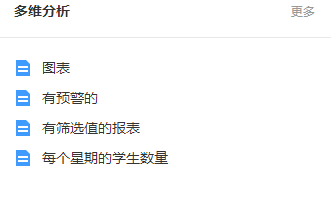 多维分析 更多
图表
有预警的
有筛选值的报表
每个星期的学生数量